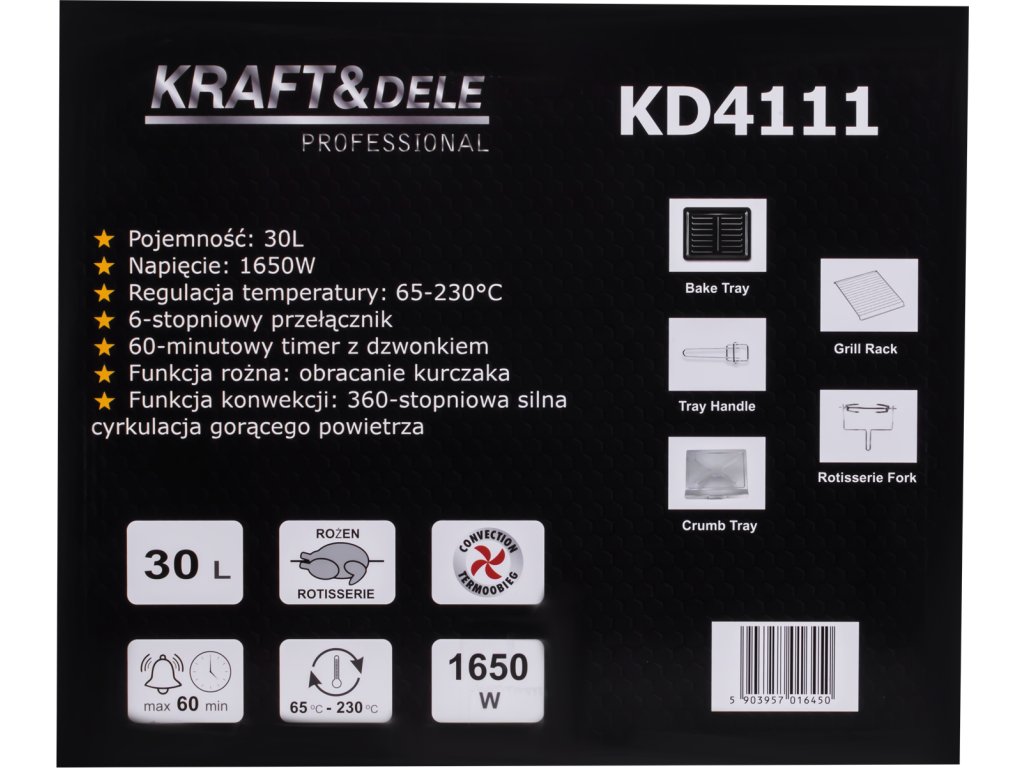 KRAFT&DELE
PROFESSIONAL
KD4111
Pojemność: 30L
Napięcie: 1650W
Regulacja temperatury: 65-230°C
6-stopniowy przełącznik
60-minutowy timer z dzwonkiem
Funkcja rożna: obracanie kurczaka
Funkcja konwekcji: 360-stopniowa silna
cyrkulacja gorącego powietrza
Bake Tray
Grill Rack
Tray Handle
Rotisserie Fork
Crumb Tray
30 L
ROŻEN
ROTISSERIE
CONVECTION
TERMOOBIEG
max 60 min
65 °C - 230 °C
1650
W
5 903957 016450